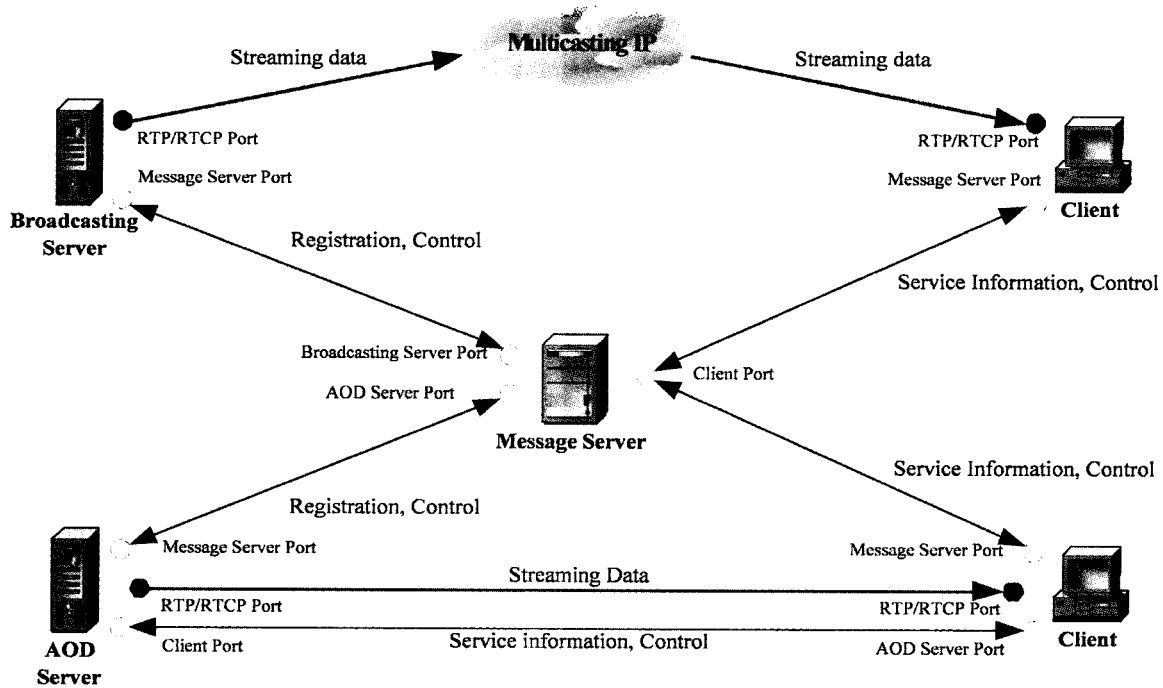 Multicasting IP
Streaming data
Streaming data
RTP/RTCP Port
RTP/RTCP Port
Message Server Port
Message Server Port
Broadcasting
Server
Client
Registration, Control
Service Information, Control
Broadcasting Server Port
Client Port
AOD Server Port
Message Server
Service Information, Control
Registration, Control
Message Server Port
Message Server Port
Streaming Data
RTP/RTCP Port
RTP/RTCP Port
Client Port
Service information, Control
AOD Server Port
Client
AOD
Server